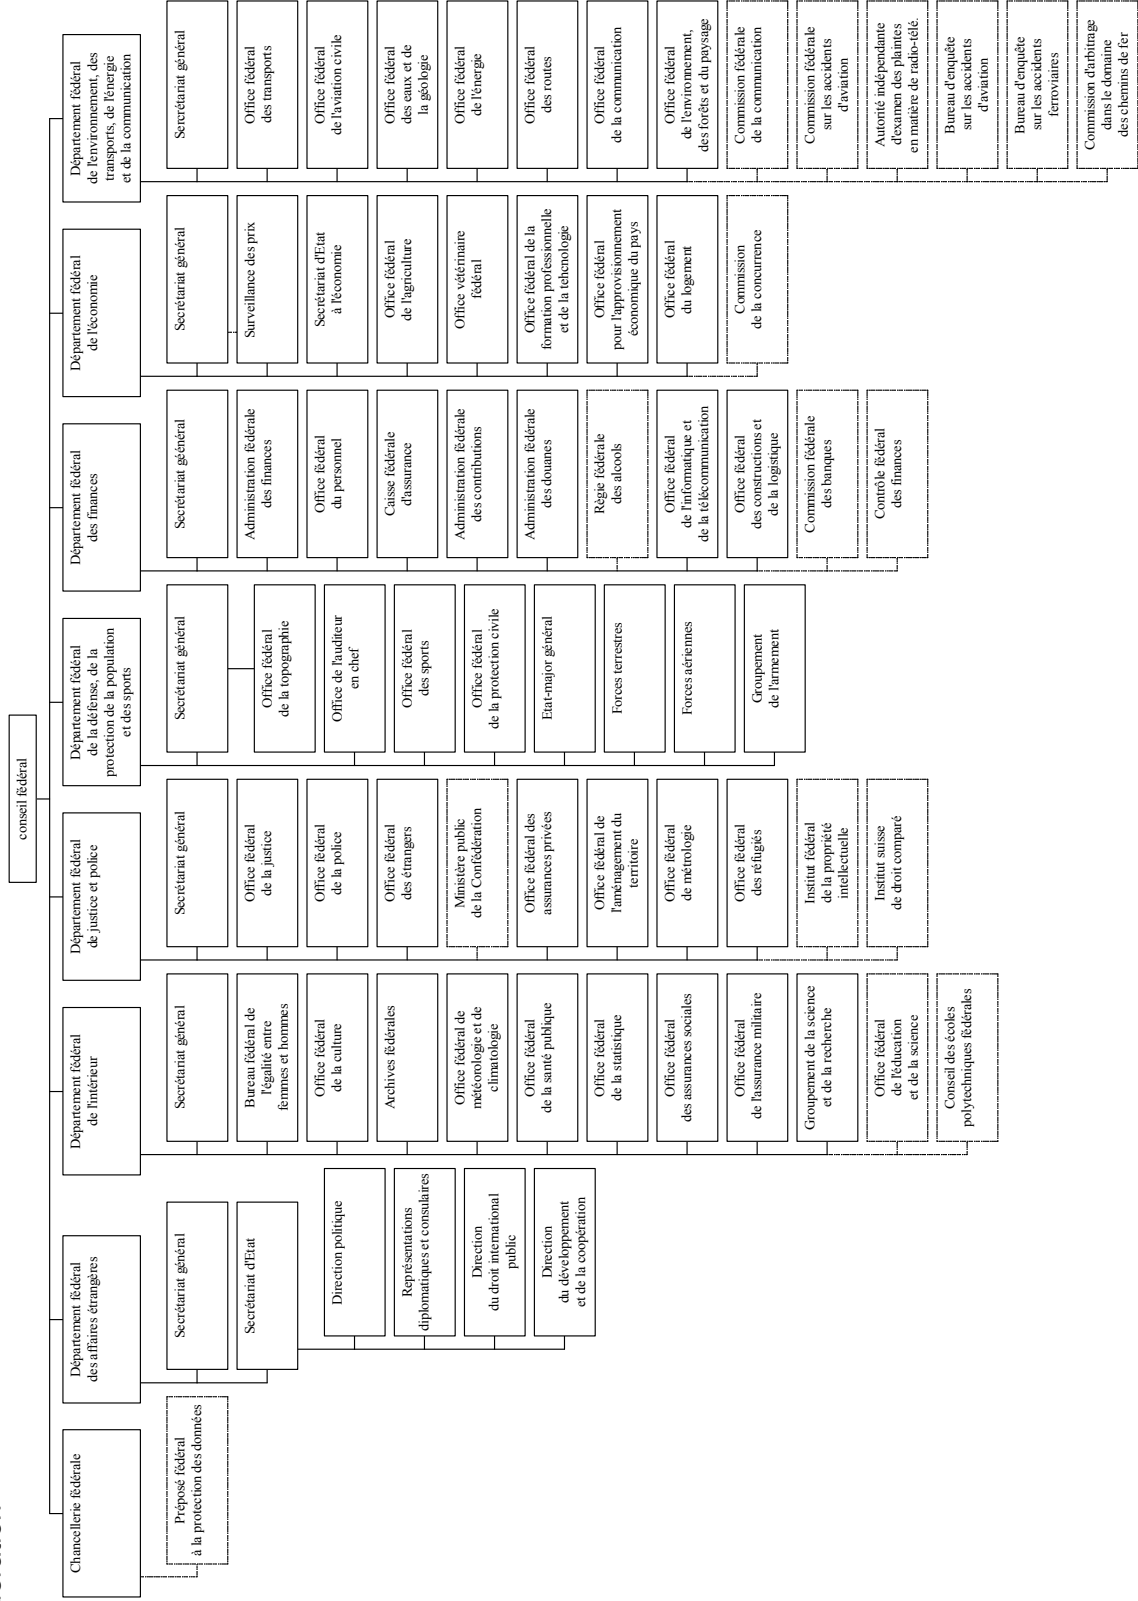 conseil fédéral
Chancellerie fédérale
Préposé fédéral
à la protection des données
Département fédéral
des affaires étrangères
Secrétariat général
Secrétariat d'Etat
Direction politique
Représentations
diplomatiques et consulaires
Direction
du droit international
public
Direction
du développement
et de la coopération
Département fédéral
de l'intérieur
Secrétariat général
Bureau fédéral de
l'égalité entre
femmes et hommes
Office fédéral
de la culture
Archives fédérales
Office fédéral de
météorologie et de
climatologie
Office fédéral
de la santé publique
Office fédéral
de la statistique
Office fédéral
des assurances sociales
Office fédéral
de l'assurance militaire
Groupement de la science
et de la recherche
Office fédéral
de l'éducation
et de la science
Conseil des écoles
polytechniques fédérales
Département fédéral
de justice et police
Secrétariat général
Office fédéral
de la justice
Office fédéral
de la police
Office fédéral
des étrangers
Ministère public
de la Confédération
Office fédéral des
assurances privées
Office fédéral de
l'aménagement du
territoire
Office fédéral
de métrologie
Office fédéral
des réfugiés
Institut fédéral
de la propriété
intellectuelle
Institut suisse
de droit comparé
Département fédéral
de la défense, de la
protection de la population
et des sports
Secrétariat général
Office fédéral
de la topographie
Office de l'auditeur
en chef
Office fédéral
des sports
Office fédéral
de la protection civile
Etat-major général
Forces terrestres
Forces aériennes
Groupement
de l'armement
Département fédéral
des finances
Secrétariat géénéral
Administration fédérale
des finances
Office fédéral
du personnel
Caisse fédérale
d'assurance
Administration fédérale
des contributions
Administration fédérale
des douanes
Règie fédérale
des alcools
Office fédéral
de l'informatique et
de la télécommunication
Office fédéral
des constructions et
de la logistique
Commission fédérale
des banques
Contrôle fédéral
des finances
Département fédéral
de l'économie
Secrétariat général
Surveillance des prix
Secrétariat d'Etat
à l'économie
Office fédéral
de l'agriculture
Office vétérinaire
fédéral
Office fédéral de la
formation professionnelle
et de la tehcnologie
Office fédéral
pour l'approvisionnement
économique du pays
Office fédéral
du logement
Commission
de la concurrence
Département fédéral
de l'environement, des
transports, de l'énergie
et de la communication
Sercrétariat général
Office fédéral
des transports
Office fédéral
de l'aviation civile
Office fédéral
des eaux et de
la géologie
Office fédéral
de l'énergie
Office fédéral
des routes
Office fédéral
de la communication
Office fédéral
de l'environement,
des forêts et du paysage
Commission fédérale
de la communication
Commission fédérale
sur les accidents
d'aviation
Autorité indépendante
d'examen des plaintes
en matière de radio-télé.
Bureau d'enquête
sur les accidents
d'aviation
Bureau d'enquête
sur les accidents
ferroviaires
Commission d'arbitrage
dans le domaine
des chemins de fer